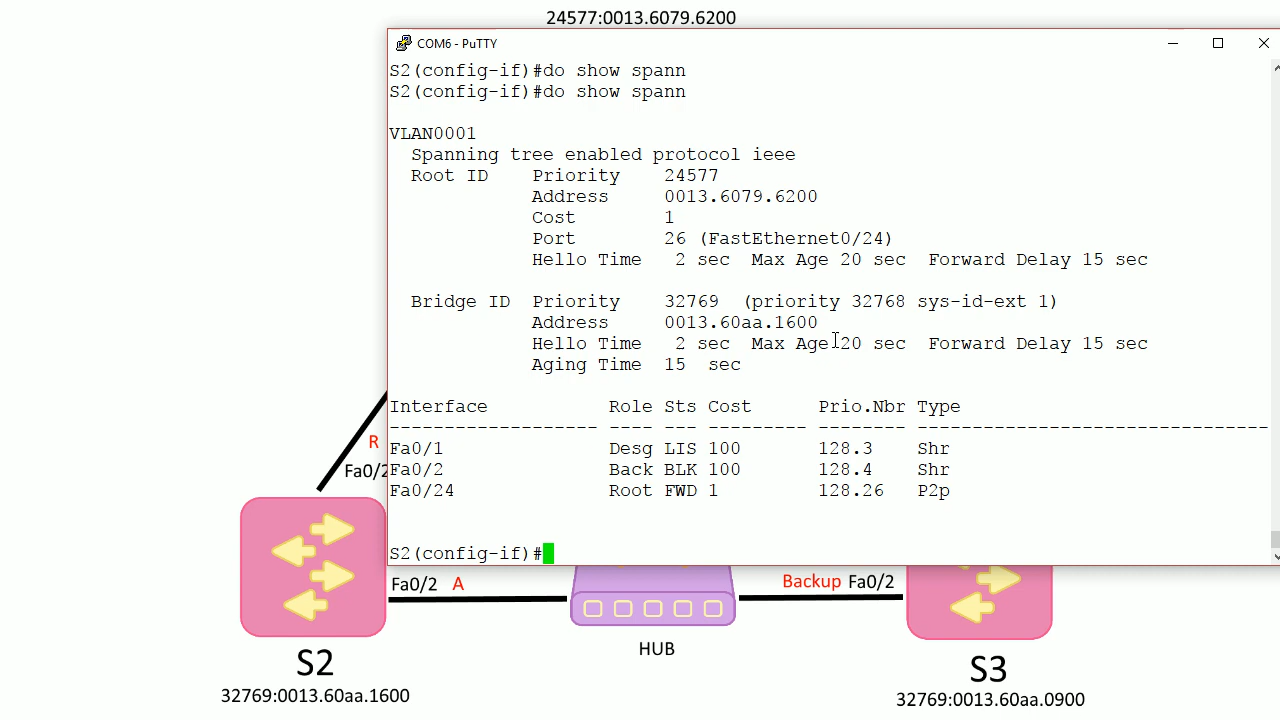 24577:0013.6079.6200
COM6 - PuTTY
S2(config-if)#do show spann
S2(config-if)#do show spann
VLAN0001
Spanning tree enabled protocol ieee
Root ID Priority 24577
Address 0013.6079.6200
Cost 1
Port 26 (FastEthernet0/24)
Hello Time 2 sec Max Age 20 sec Forward Delay 15 sec
Bridge ID Priority 32769 (priority 32768 sys-id-ext 1)
Address 0013.60aa.1600
Hello Time 2 sec Max Age 20 sec Forward Delay 15 sec
Aging Time 15 sec
Interface Role Sts Cost Prio.Nbr Type
------------------- ---- --- --------- -------- --------------------------------
Fa0/1 Desg LIS 100 128.3 Shr
Fa0/2 Back BLK 100 128.4 Shr
Fa0/24 Root FWD 1 128.26 P2p
S2(config-if)#
R
Fa0/2
Fa0/2 A
Backup Fa0/2
HUB
S2
32769:0013.60aa.1600
S3
32769:0013.60aa.0900